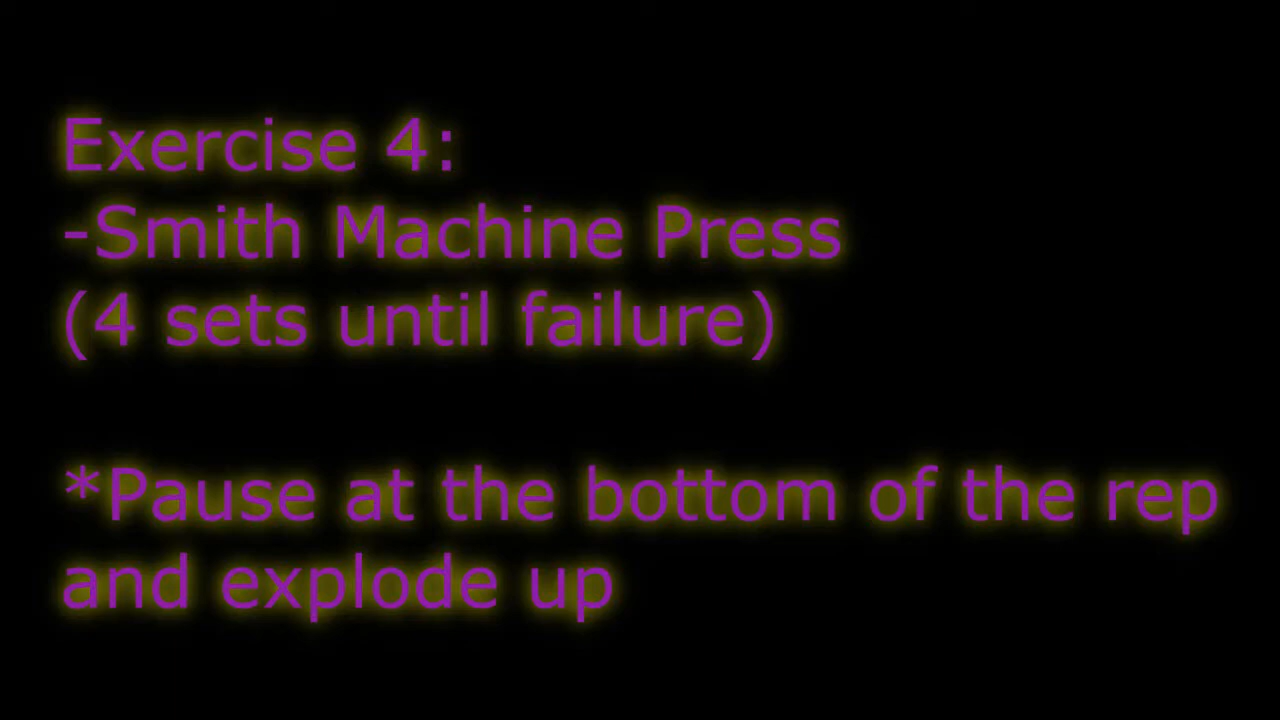 Exercise 4:
-Smith Machine Press
(4 sets until failure)
*Pause at the bottom of the rep
and explode up